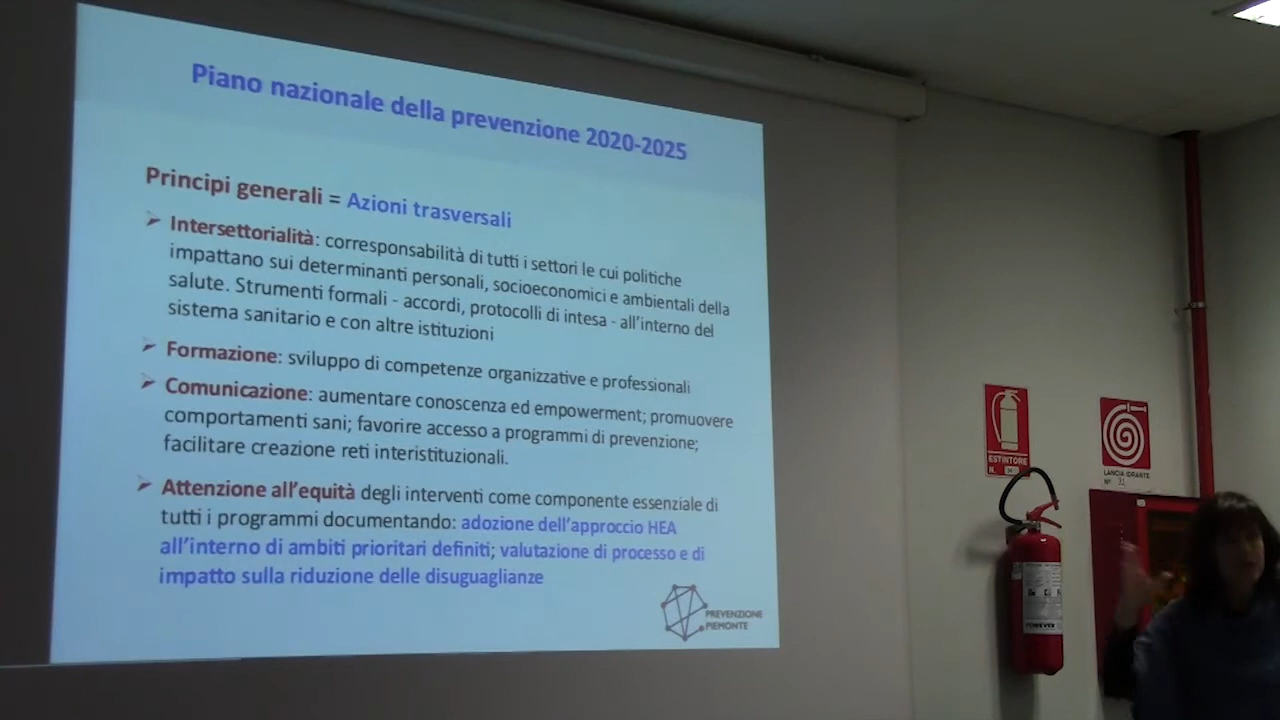 Piano nazionale della prevenzione 2020-2025
Principi generali = Azioni trasversali
➢ Intersettorialità: corresponsabilità di tutti i settori le cui politiche
impattano sui determinanti personali, socioeconomici e ambientali della
salute. Strumenti formali - accordi, protocolli di intesa - all'interno del
sistema sanitario e con altre istituzioni
➢ Formazione: sviluppo di competenze organizzative e professionali
➢ Comunicazione: aumentare conoscenza ed empowerment; promuovere
comportamenti sani; favorire accesso a programmi di prevenzione;
facilitare creazione reti interistituzionali.
➢ Attenzione all'equità degli interventi come componente essenziale di
tutti i programmi documentando: adozione dell'approccio HEA
all'interno di ambiti prioritari definiti; valutazione di processo e di
impatto sulla riduzione delle disuguaglianze
PREVENZIONE
PIEMONTE
ESTINTORE
N.
LANCIA IDRANTE
N° 31